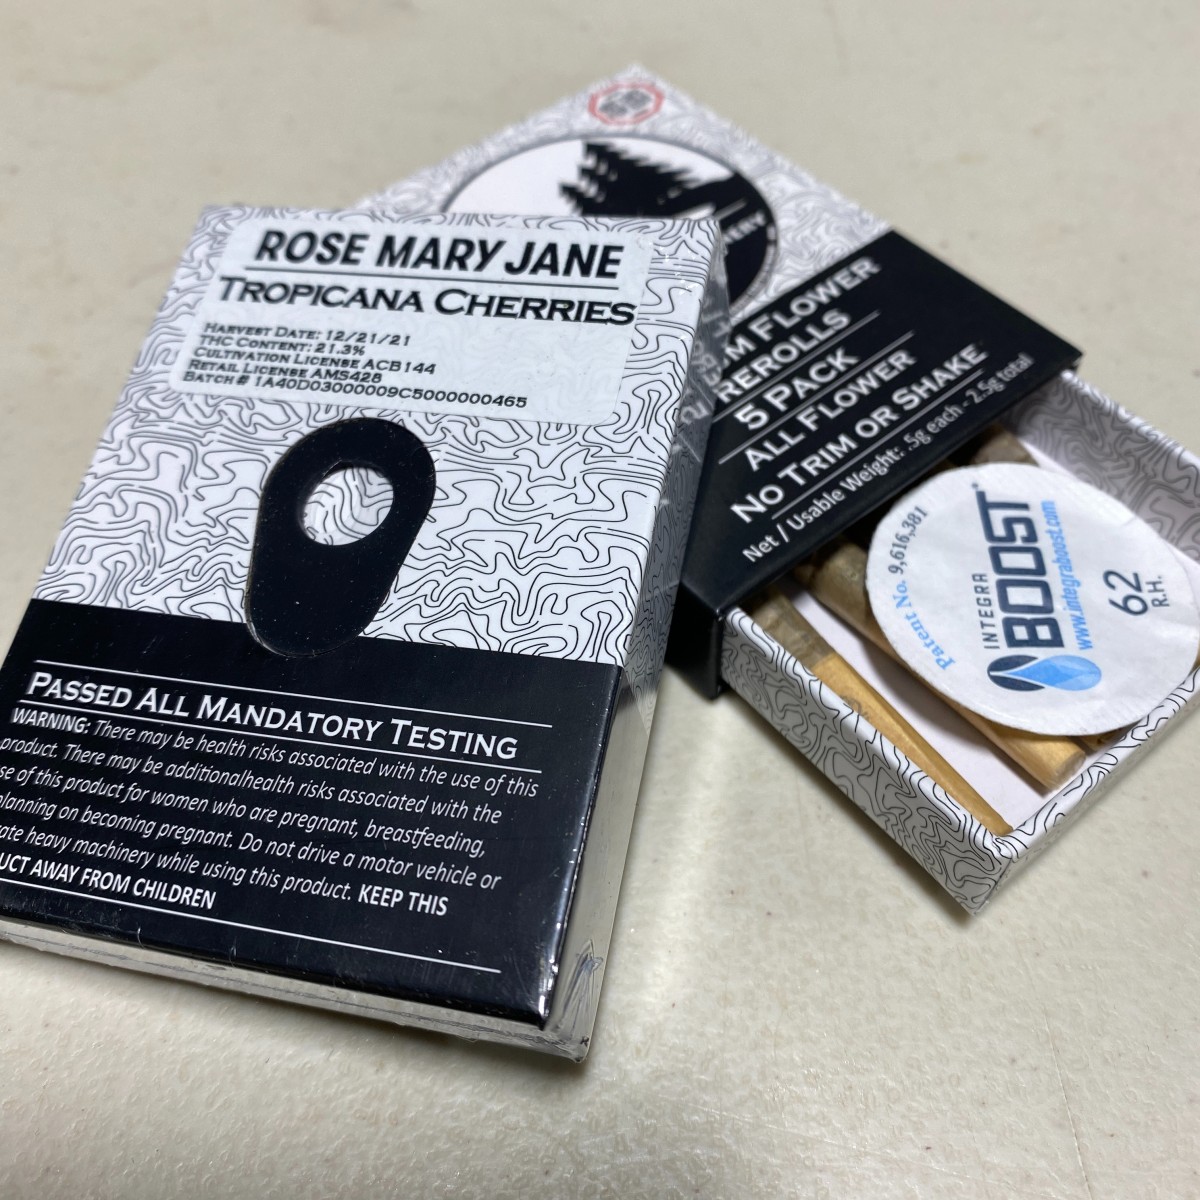 ROSE MARY JANE
TROPICANA CHERRIES
HARVEST DATE: 12/21/21
THC CONTENT: 21.3%
CULTIVATION LICENSE ACB144
RETAIL LICENSE AMS428
BATCH # 1A40D03000009C5000000465
PASSED ALL MANDATORY TESTING
WARNING: There may be health risks associated with the use of this
product. There may be additionalhealth risks associated with the
se of this product for women who are pregnant, breastfeeding,
lanning on becoming pregnant. Do not drive a motor vehicle or
ate heavy machinery while using this product. KEEP THIS
UCT AWAY FROM CHILDREN
ERY
M FLOWER
REROLLS
5 PACK
ALL FLOWER
NO TRIM OR SHAKE
Net / Usable Weight: .5g each - 2.5g total
Patent No. 9,616,381
INTEGRA
BOOST
www.integraboost.com
62
R.H.